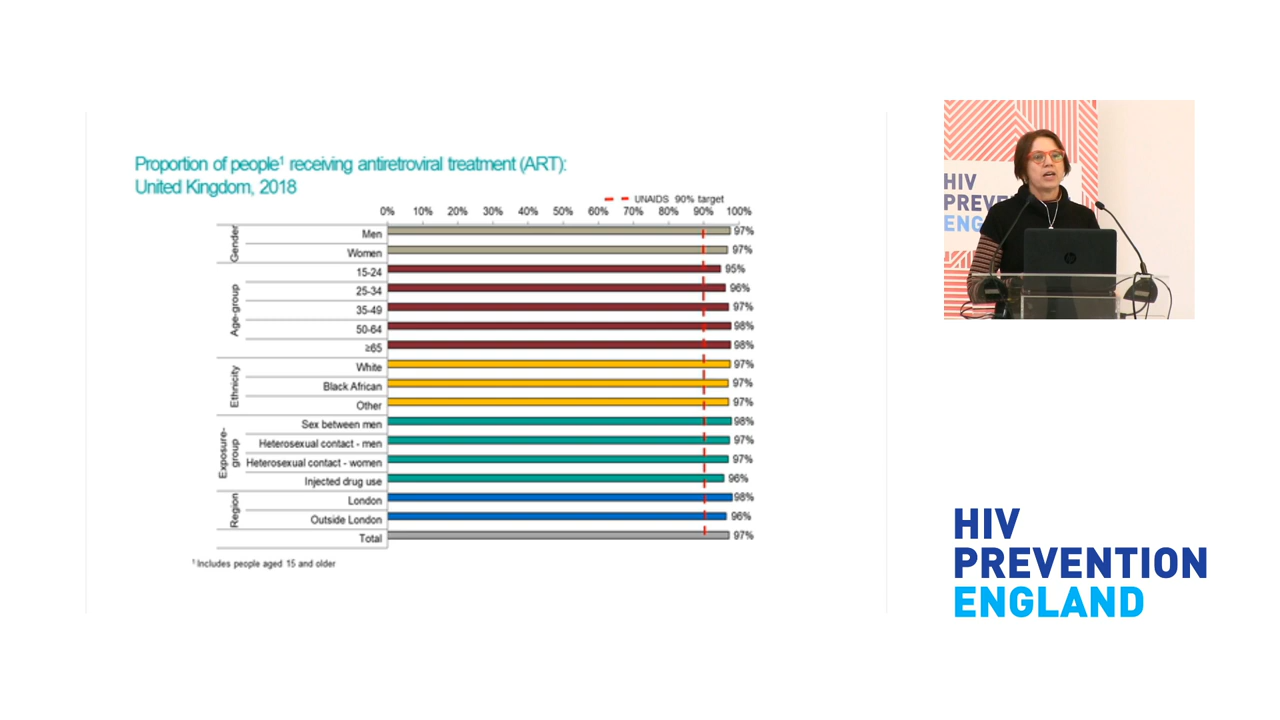 Proportion of people¹ receiving antiretroviral treatment (ART):
United Kingdom, 2018
UNAIDS 90% target
0% 10% 20% 30% 40% 50% 60% 70% 80% 90% 100%
Gender
Men 97%
Women 97%
Age-group
15-24 95%
25-34 96%
35-49 97%
50-64 98%
≥65 98%
Ethnicity
White 97%
Black African 97%
Other 97%
Exposure-
group
Sex between men 98%
Heterosexual contact - men 97%
Heterosexual contact - women 97%
Injected drug use 96%
Region
London 98%
Outside London 96%
Total 97%
¹ Includes people aged 15 and older
HIV
PREVE
ENG
hp
HIV
PREVENTION
ENGLAND